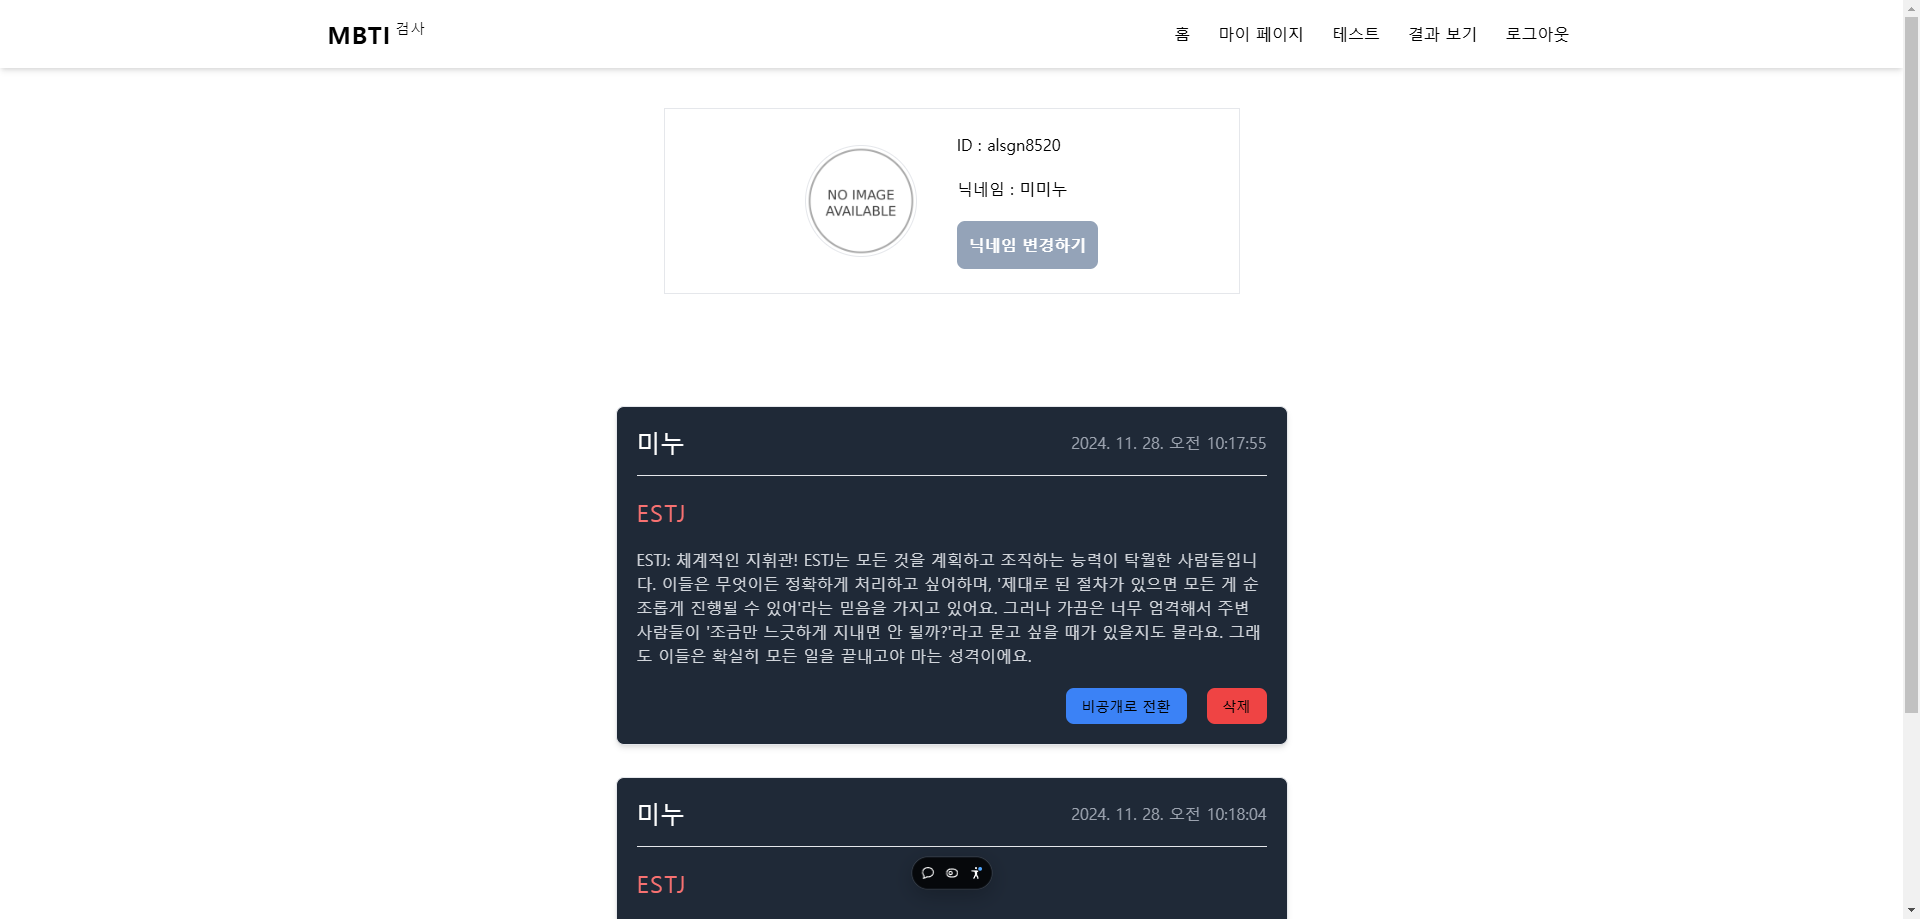 MBTI 검사
홈 마이 페이지 테스트 결과 보기 로그아웃
NO IMAGE
AVAILABLE
ID : alsgn8520
닉네임 : 미미누
닉네임 변경하기
미누 2024. 11. 28. 오전 10:17:55
ESTJ
ESTJ: 체계적인 지휘관! ESTJ는 모든 것을 계획하고 조직하는 능력이 탁월한 사람들입니
다. 이들은 무엇이든 정확하게 처리하고 싶어하며, '제대로 된 절차가 있으면 모든 게 순
조롭게 진행될 수 있어'라는 믿음을 가지고 있어요. 그러나 가끔은 너무 엄격해서 주변
사람들이 '조금만 느긋하게 지내면 안 될까?'라고 묻고 싶을 때가 있을지도 몰라요. 그래
도 이들은 확실히 모든 일을 끝내고야 마는 성격이에요.
비공개로 전환 삭제
미누 2024. 11. 28. 오전 10:18:04
ESTJ